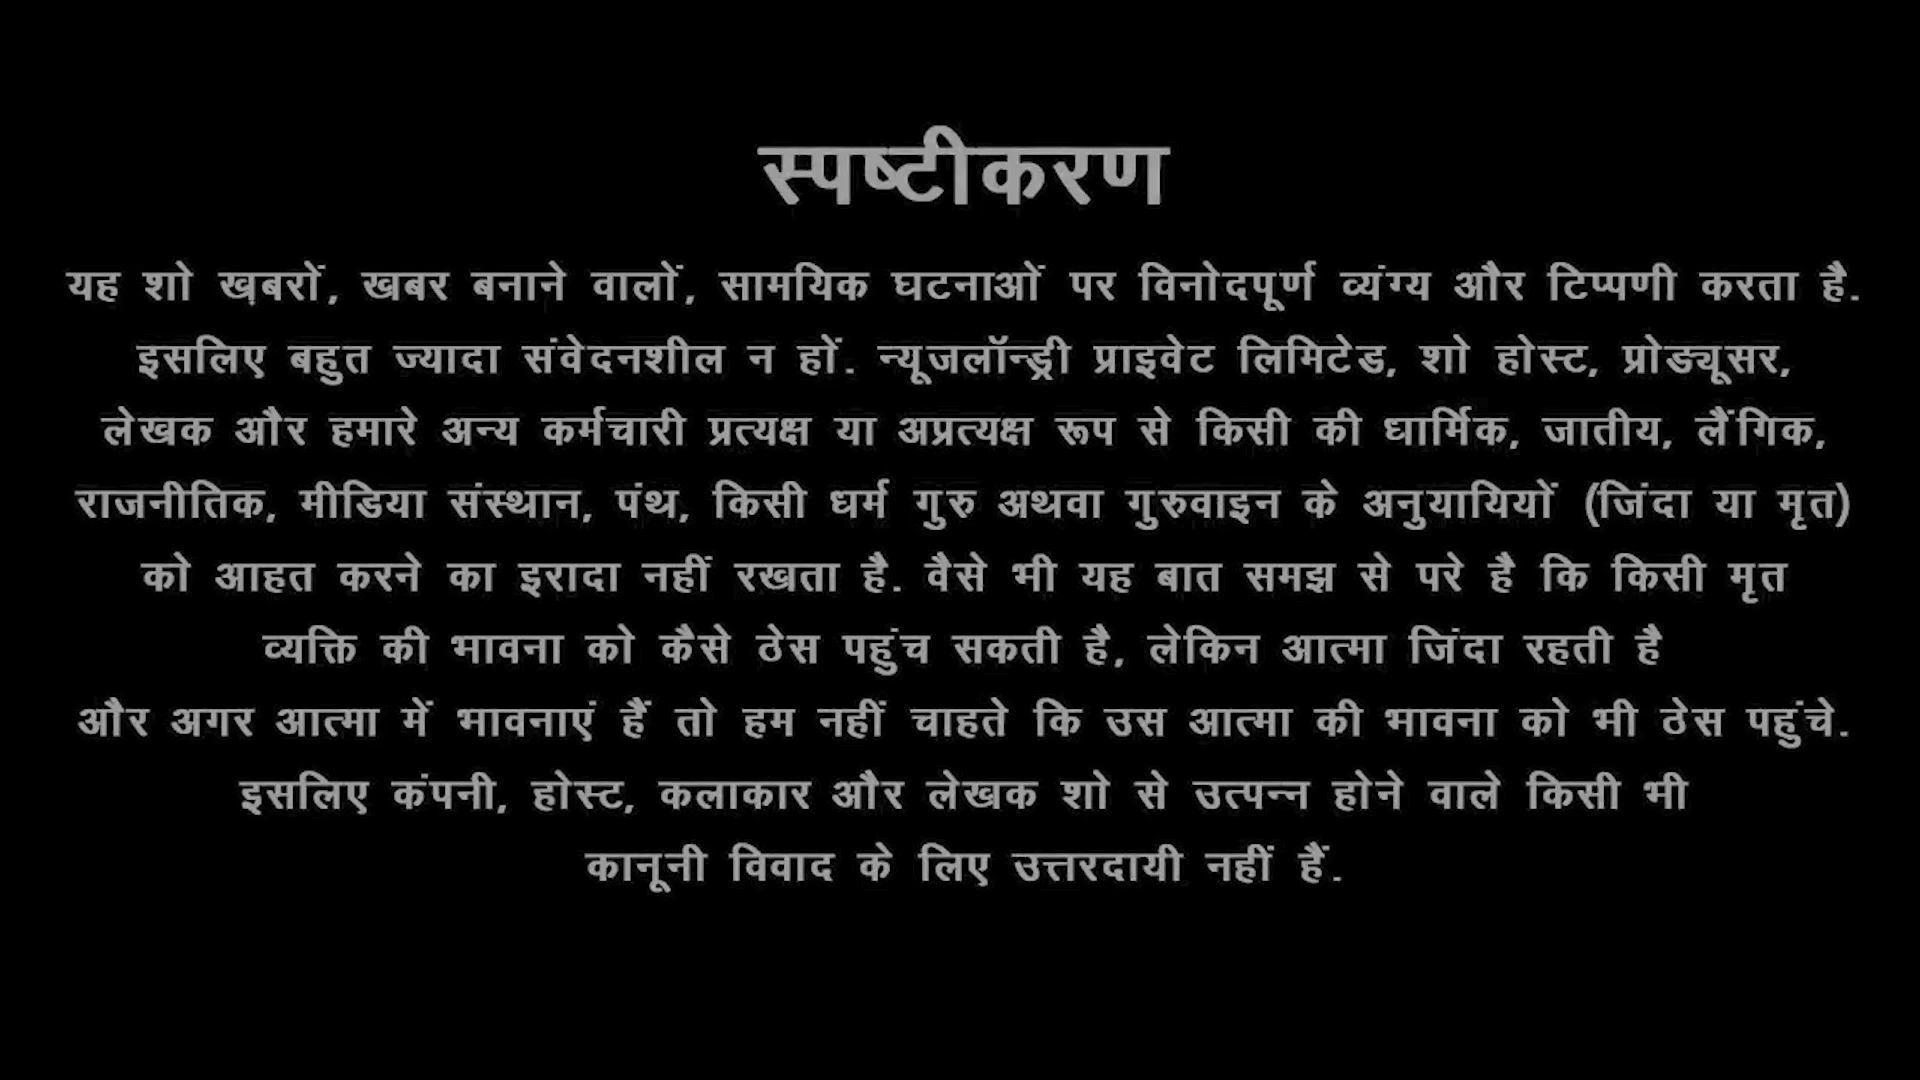 स्पष्टीकरण
यह शो ख़बरों, खबर बनाने वालों, सामयिक घटनाओं पर विनोदपूर्ण व्यंग्य और टिप्पणी करता है.
इसलिए बहुत ज्यादा संवेदनशील न हों. न्यूजलॉन्ड्री प्राइवेट लिमिटेड, शो होस्ट, प्रोड्यूसर,
लेखक और हमारे अन्य कर्मचारी प्रत्यक्ष या अप्रत्यक्ष रूप से किसी की धार्मिक, जातीय, लैंगिक,
राजनीतिक, मीडिया संस्थान, पंथ, किसी धर्म गुरु अथवा गुरुवाइन के अनुयायियों (जिंदा या मृत)
को आहत करने का इरादा नहीं रखता है. वैसे भी यह बात समझ से परे है कि किसी मृत
व्यक्ति की भावना को कैसे ठेस पहुंच सकती है, लेकिन आत्मा जिंदा रहती है
और अगर आत्मा में भावनाएं हैं तो हम नहीं चाहते कि उस आत्मा की भावना को भी ठेस पहुंचे.
इसलिए कंपनी, होस्ट, कलाकार और लेखक शो से उत्पन्न होने वाले किसी भी
कानूनी विवाद के लिए उत्तरदायी नहीं हैं.